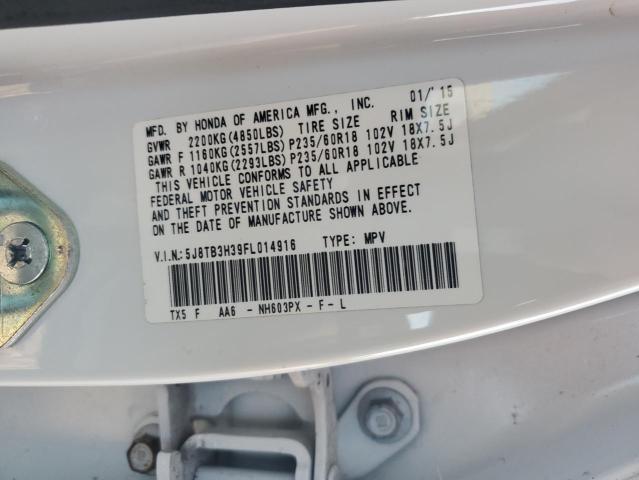 MFD. BY HONDA OF AMERICA MFG., INC. 01/'15
GVWR 2200KG(4850LBS) TIRE SIZE RIM SIZE
GAWR F 1160KG(2557LBS) P235/60R18 102V 18X7.5J
GAWR R 1040KG(2293LBS) P235/60R18 102V 18X7.5J
THIS VEHICLE CONFORMS TO ALL APPLICABLE
FEDERAL MOTOR VEHICLE SAFETY
AND THEFT PREVENTION STANDARDS IN EFFECT
ON THE DATE OF MANUFACTURE SHOWN ABOVE.
V.I.N.: 5J8TB3H39FL014916 TYPE: MPV
TX5 F AA6 - NH603PX - F - L